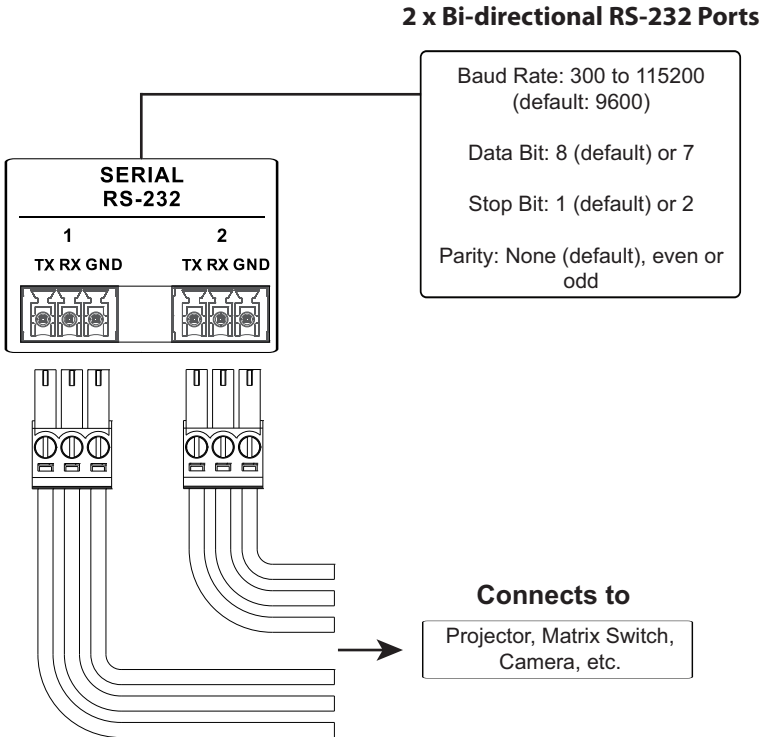 2 x Bi-directional RS-232 Ports
Baud Rate: 300 to 115200
(default: 9600)
Data Bit: 8 (default) or 7
Stop Bit: 1 (default) or 2
Parity: None (default), even or
odd
SERIAL
RS-232
1 2
TX RX GND TX RX GND
Connects to
Projector, Matrix Switch,
Camera, etc.